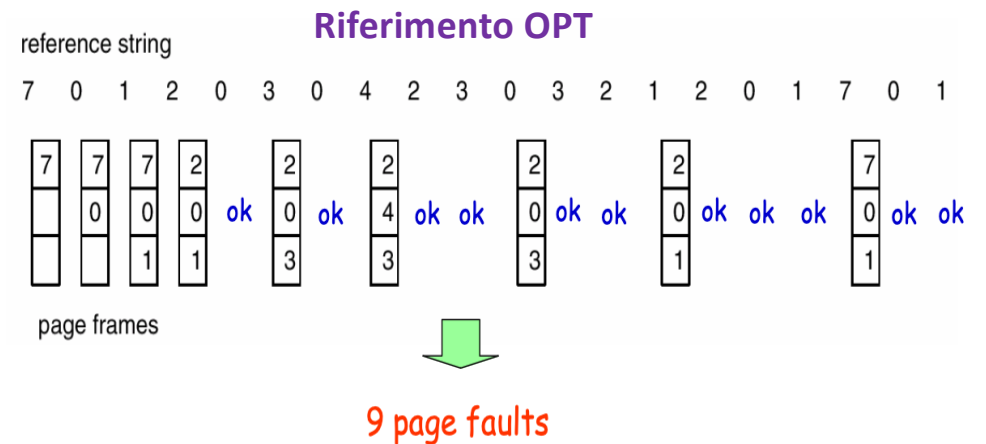 Riferimento OPT
reference string
7 0 1 2 0 3 0 4 2 3 0 3 2 1 2 0 1 7 0 1
7 7 7 2 2 2 2 2 7
0 0 0 ok 0 ok 4 ok ok 0 ok ok 0 ok ok ok 0 ok ok
1 1 3 3 3 1 1
page frames
9 page faults